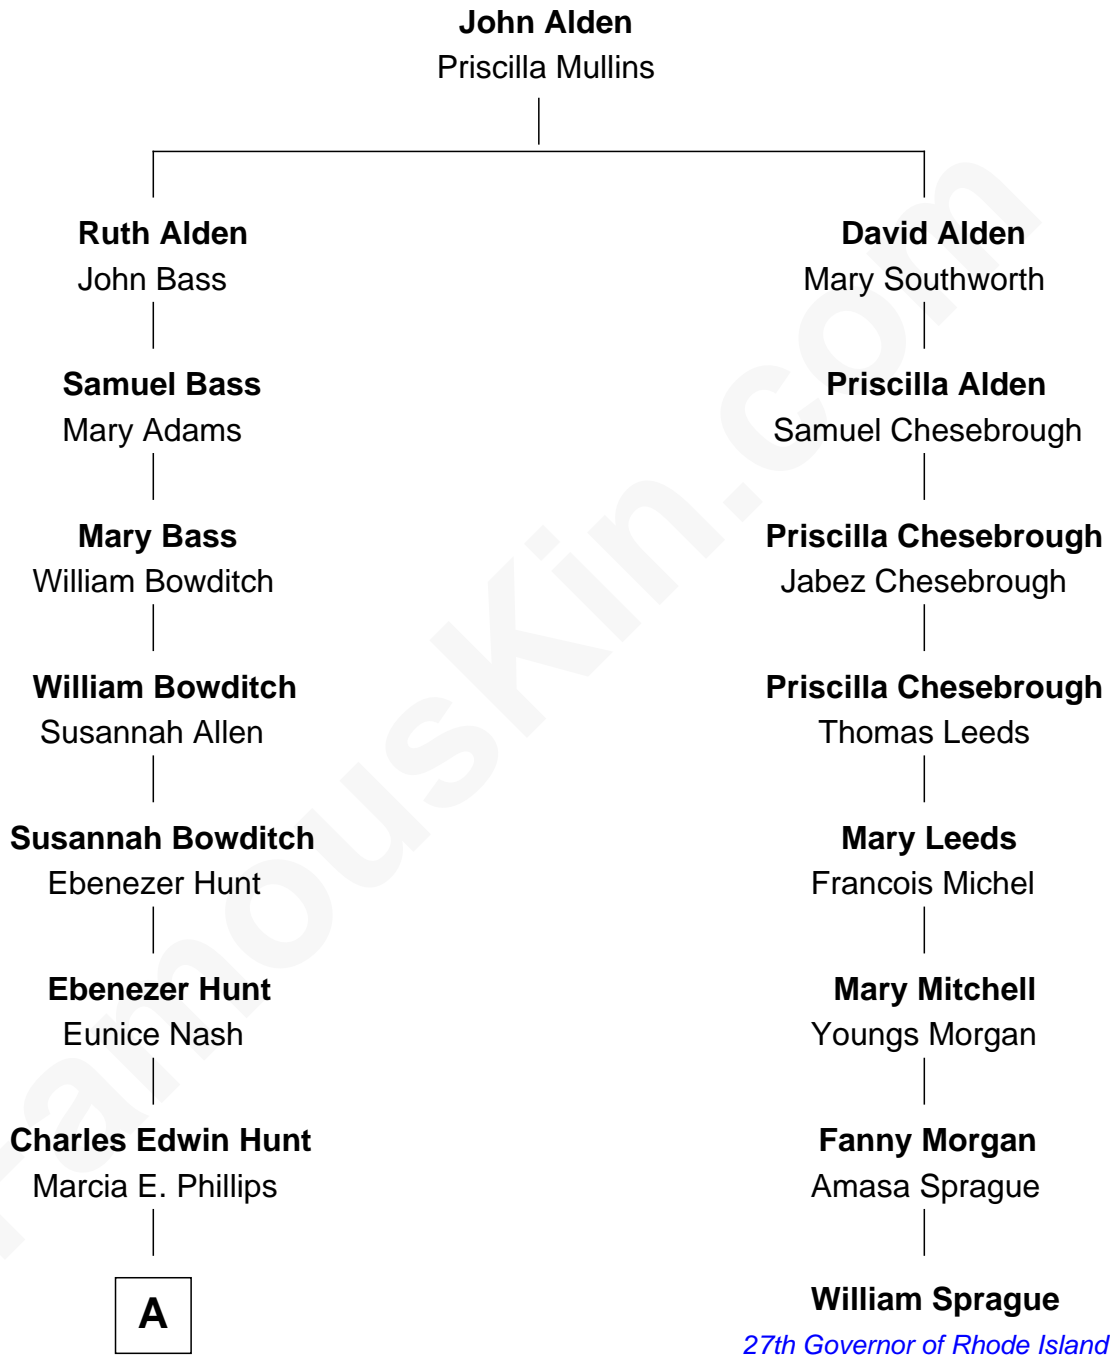 John Alden
Priscilla Mullins
Ruth Alden
John Bass
Samuel Bass
Mary Adams
Mary Bass
William Bowditch
William Bowditch
Susannah Allen
Susannah Bowditch
Ebenezer Hunt
Ebenezer Hunt
Eunice Nash
Charles Edwin Hunt
Marcia E. Phillips
A
David Alden
Mary Southworth
Priscilla Alden
Samuel Chesebrough
Priscilla Chesebrough
Jabez Chesebrough
Priscilla Chesebrough
Thomas Leeds
Mary Leeds
Francois Michel
Mary Mitchell
Youngs Morgan
Fanny Morgan
Amasa Sprague
William Sprague
27th Governor of Rhode Island
FamousKin.com